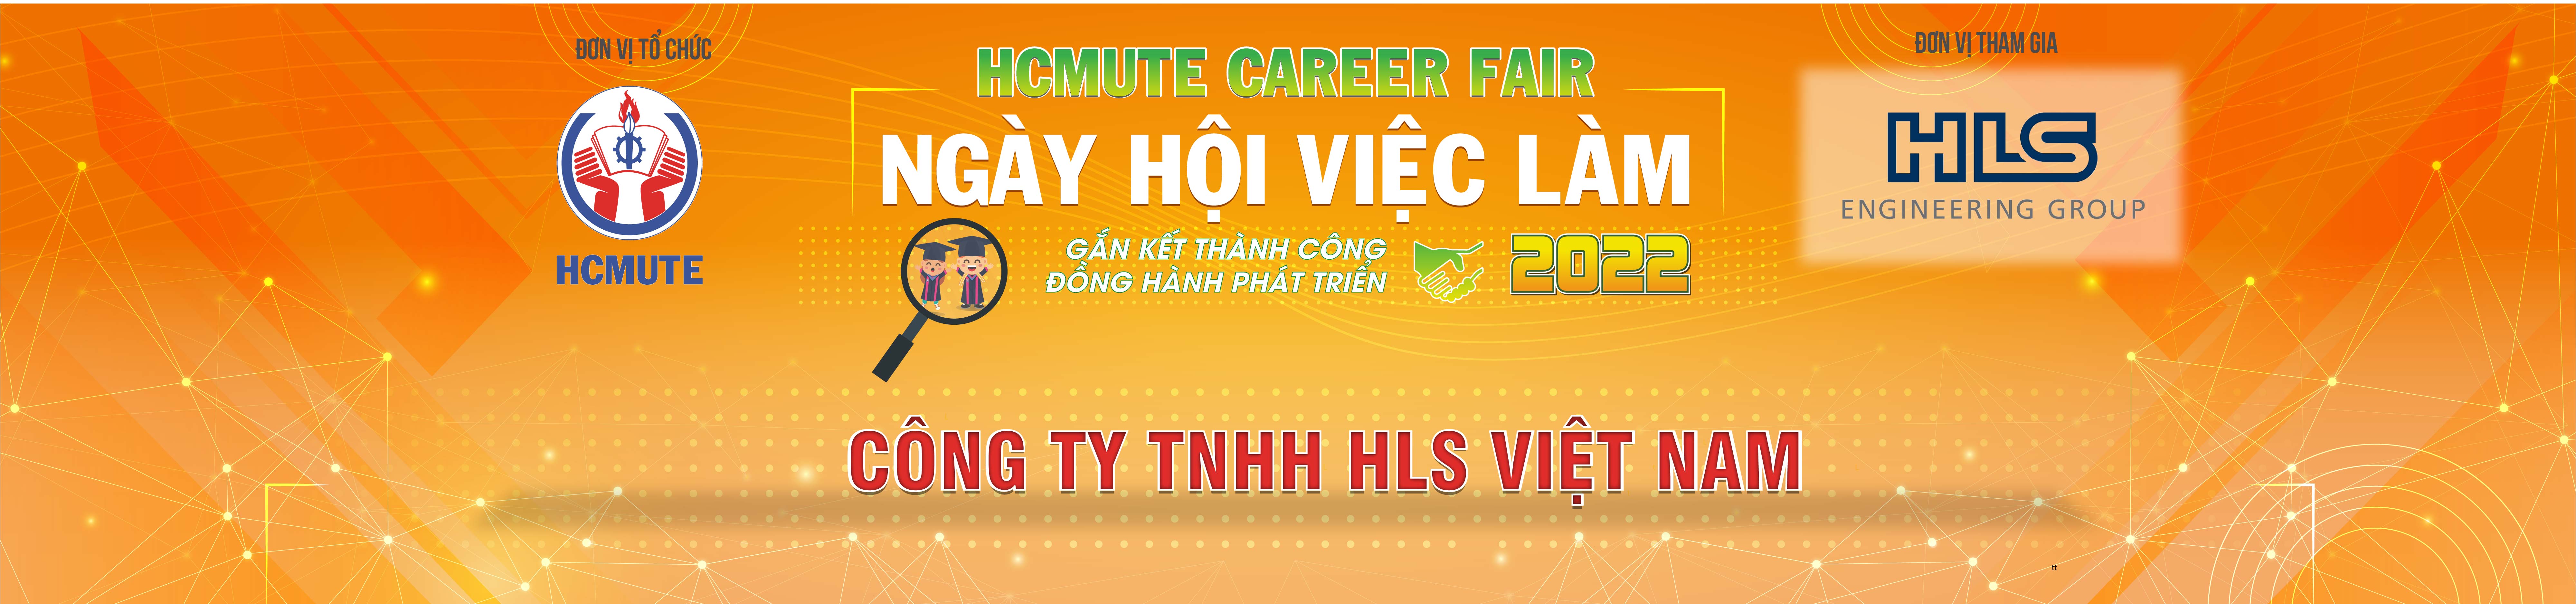 ĐƠN VỊ TỔ CHỨC
HCMUTE
HCMUTE CAREER FAIR
NGÀY HỘI VIỆC LÀM
GẮN KẾT THÀNH CÔNG
ĐỒNG HÀNH PHÁT TRIỂN
2022
ĐƠN VỊ THAM GIA
HLS
ENGINEERING GROUP
CÔNG TY TNHH HLS VIỆT NAM
tt